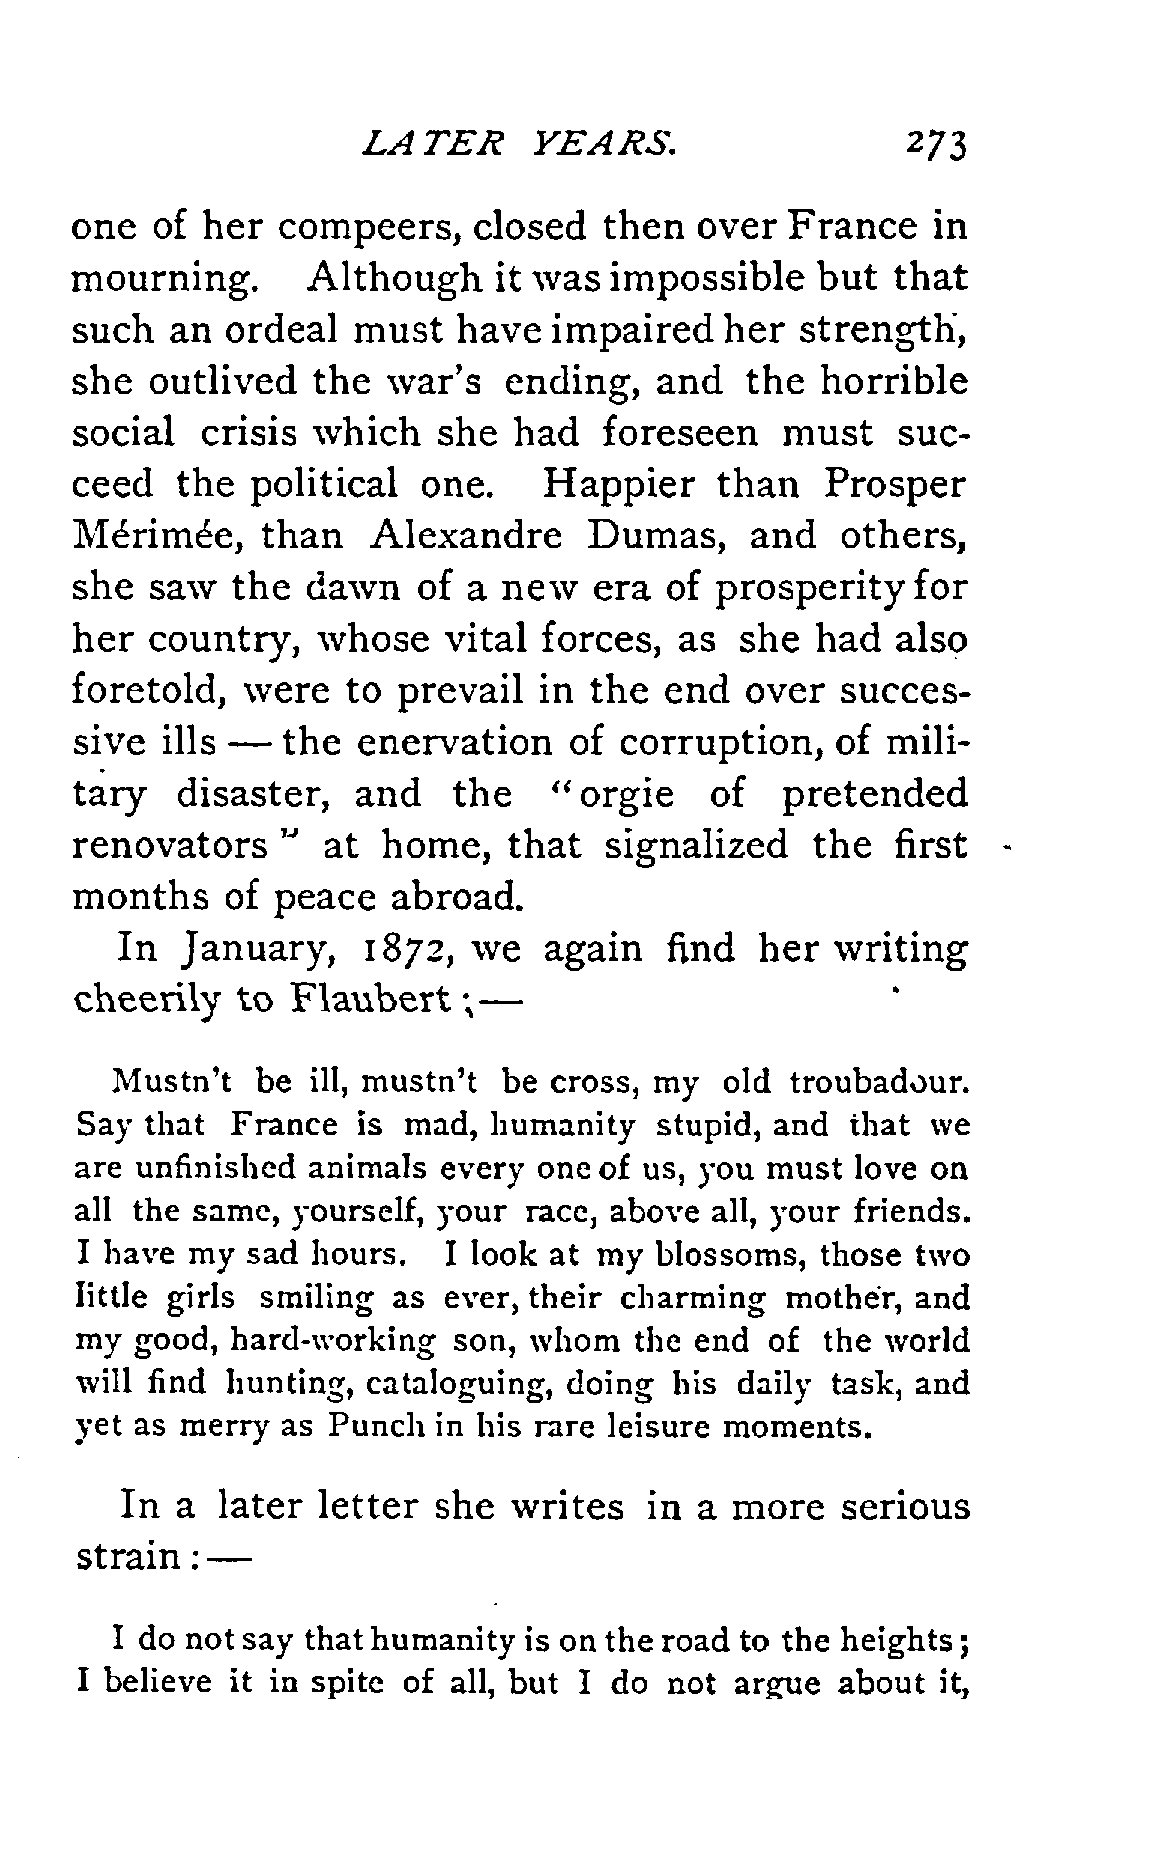 LATER YEARS. 273
one of her compeers, closed then over France in
mourning. Although it was impossible but that
such an ordeal must have impaired her strength,
she outlived the war's ending, and the horrible
social crisis which she had foreseen must suc-
ceed the political one. Happier than Prosper
Mérimée, than Alexandre Dumas, and others,
she saw the dawn of a new era of prosperity for
her country, whose vital forces, as she had also
foretold, were to prevail in the end over succes-
sive ills — the enervation of corruption, of mili-
tary disaster, and the "orgie of pretended
renovators" at home, that signalized the first
months of peace abroad.
In January, 1872, we again find her writing
cheerily to Flaubert :—
Mustn't be ill, mustn't be cross, my old troubadour.
Say that France is mad, humanity stupid, and that we
are unfinished animals every one of us, you must love on
all the same, yourself, your race, above all, your friends.
I have my sad hours. I look at my blossoms, those two
little girls smiling as ever, their charming mother, and
my good, hard-working son, whom the end of the world
will find hunting, cataloguing, doing his daily task, and
yet as merry as Punch in his rare leisure moments.
In a later letter she writes in a more serious
strain :—
I do not say that humanity is on the road to the heights;
I believe it in spite of all, but I do not argue about it,